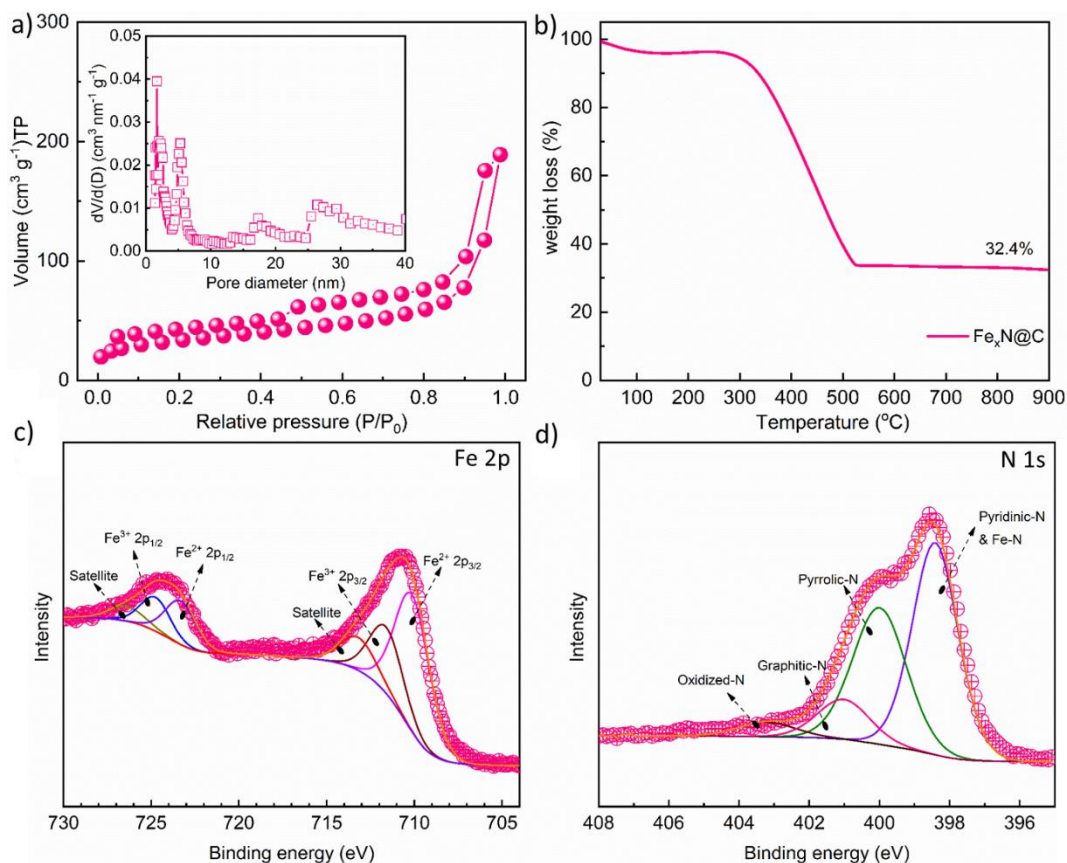 a)
Volume (cm³ g⁻¹)TP
300
200
100
0
0.0 0.2 0.4 0.6 0.8 1.0
Relative pressure (P/P₀)
dV/d(D) (cm³ nm⁻¹ g⁻¹)
0.05
0.04
0.03
0.02
0.01
0.00
0 10 20 30 40
Pore diameter (nm)
b)
weight loss (%)
100
80
60
40
20
0
32.4%
FeₓN@C
100 200 300 400 500 600 700 800 900
Temperature (°C)
c)
Fe 2p
Intensity
Satellite
Fe³⁺ 2p₁/₂
Fe²⁺ 2p₁/₂
Satellite
Fe³⁺ 2p₃/₂
Fe²⁺ 2p₃/₂
730 725 720 715 710 705
Binding energy (eV)
d)
N 1s
Intensity
Oxidized-N
Graphitic-N
Pyrrolic-N
Pyridinic-N
& Fe-N
408 406 404 402 400 398 396
Binding energy (eV)